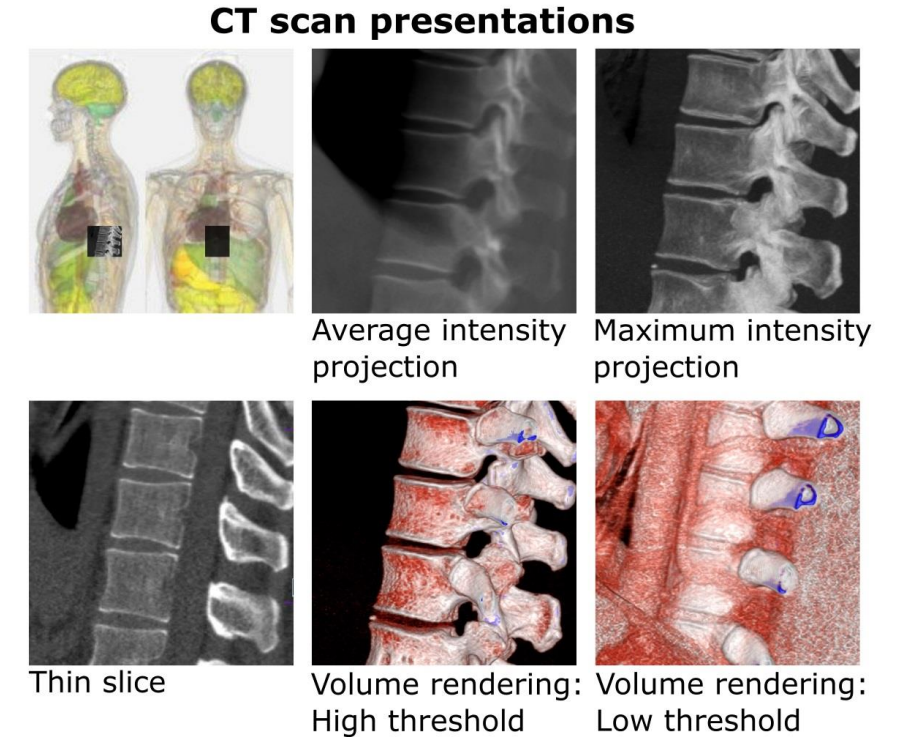 CT scan presentations
Average intensity
projection
Maximum intensity
projection
Thin slice
Volume rendering:
High threshold
Volume rendering:
Low threshold